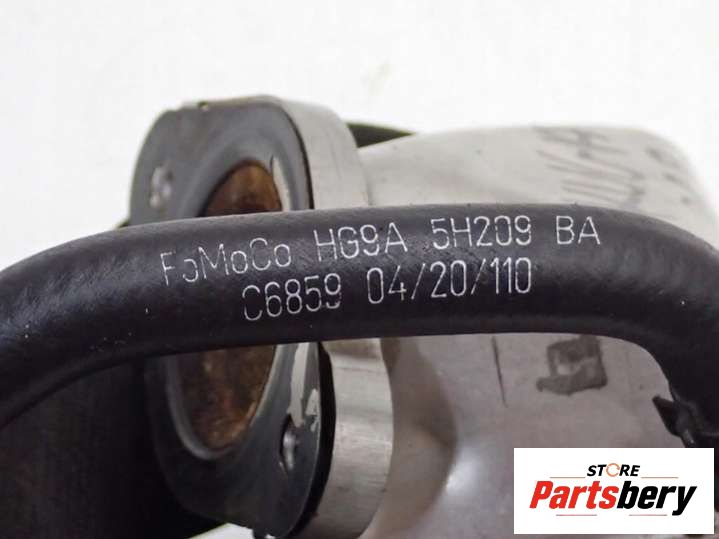 FoMoCo HG9A 5H209 BA
C6859 04/20/110
STORE
Partsbery